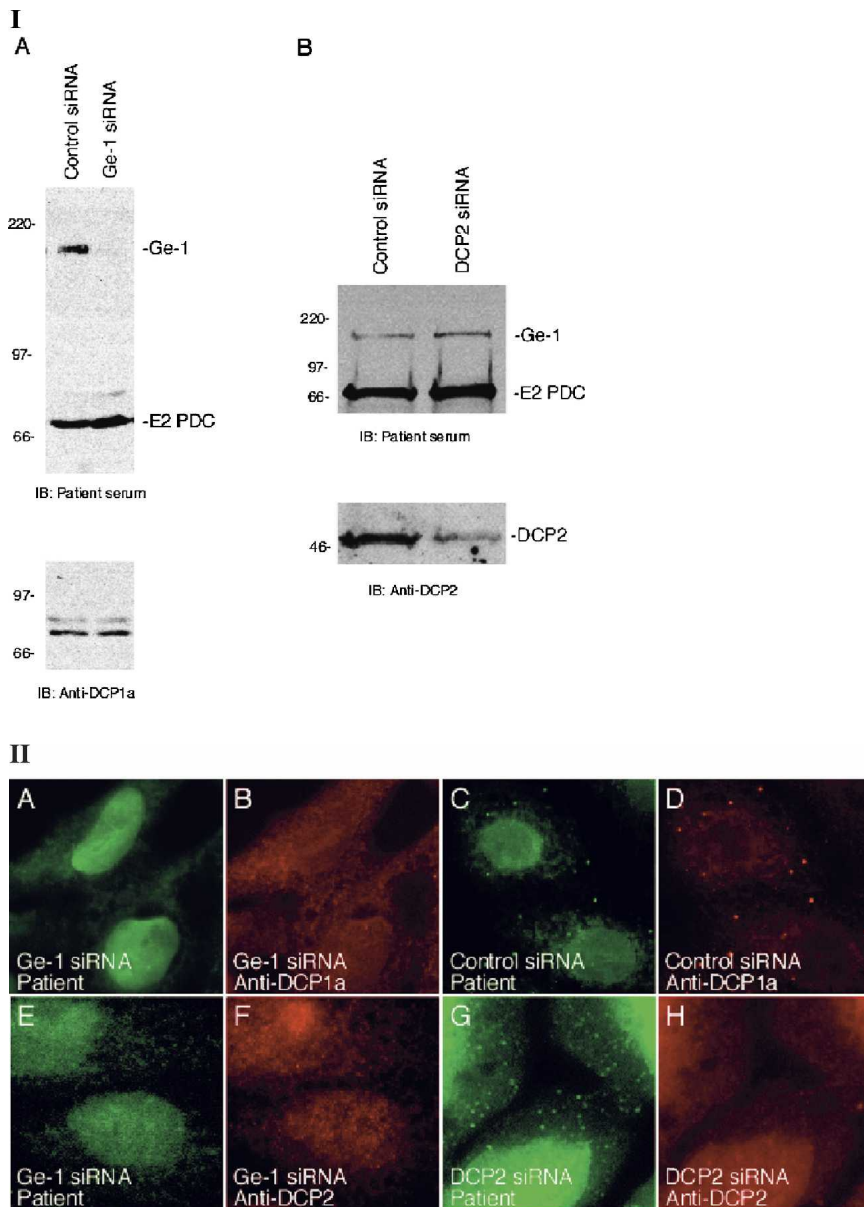 I
A
B
Control siRNA
Ge-1 siRNA
220-
-Ge-1
97-
-E2 PDC
66-
IB: Patient serum
97-
66-
IB: Anti-DCP1a
Control siRNA
DCP2 siRNA
220-
-Ge-1
97-
66-
-E2 PDC
IB: Patient serum
-DCP2
46-
IB: Anti-DCP2
II
A
Ge-1 siRNA
Patient
B
Ge-1 siRNA
Anti-DCP1a
C
Control siRNA
Patient
D
Control siRNA
Anti-DCP1a
E
Ge-1 siRNA
Patient
F
Ge-1 siRNA
Anti-DCP2
G
DCP2 siRNA
Patient
H
DCP2 siRNA
Anti-DCP2